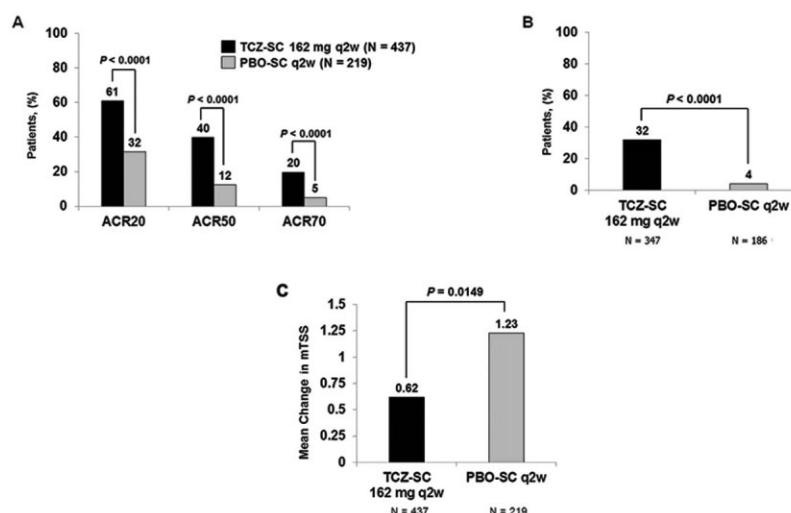 A
TCZ-SC 162 mg q2w (N = 437)
PBO-SC q2w (N = 219)
Patients, (%)
100
80
60
40
20
0
P < 0.0001
61
32
P < 0.0001
40
12
P < 0.0001
20
5
ACR20 ACR50 ACR70
B
Patients, (%)
100
80
60
40
20
0
P < 0.0001
32
4
TCZ-SC PBO-SC q2w
162 mg q2w
N = 347 N = 186
C
Mean Change in mTSS
1.5
1.25
1
0.75
0.5
0.25
0
P = 0.0149
0.62
1.23
TCZ-SC PBO-SC q2w
162 mg q2w
N = 437 N = 219